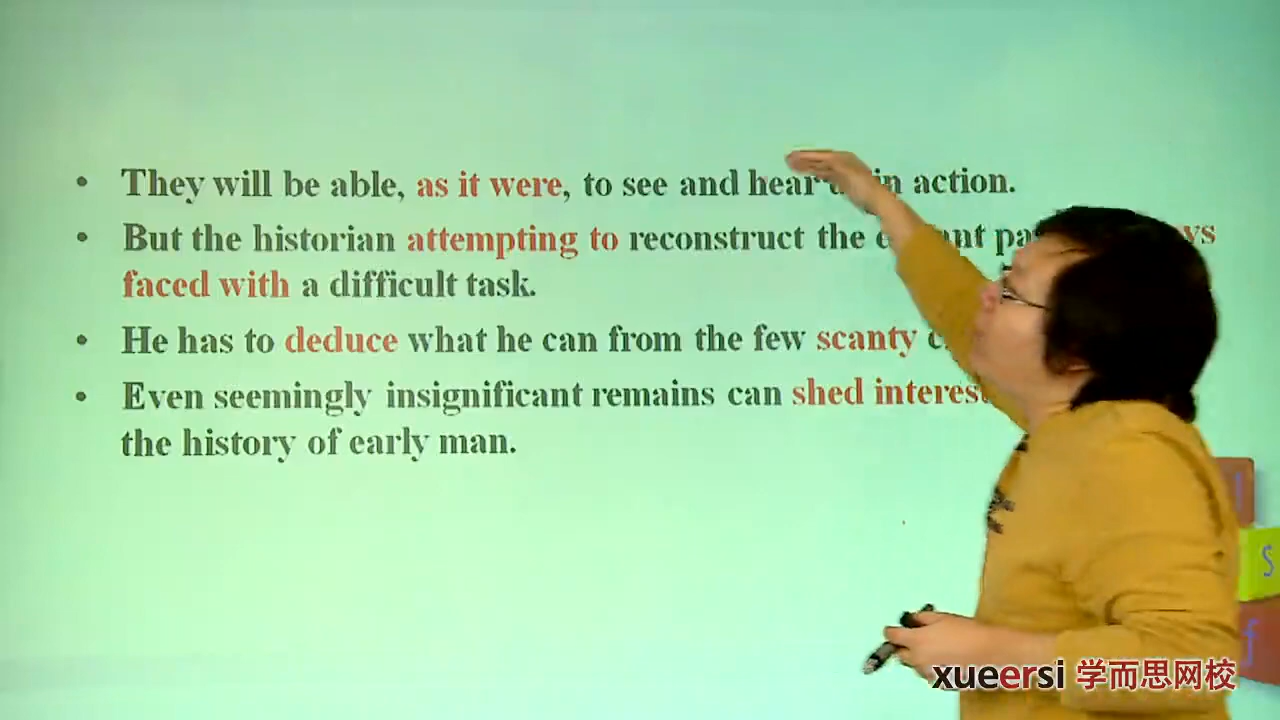 • They will be able, as it were, to see and hear in action.
• But the historian attempting to reconstruct the
faced with a difficult task.
• He has to deduce what he can from the few scanty
• Even seemingly insignificant remains can shed
the history of early man.
s
f
xueersi 学而思网校